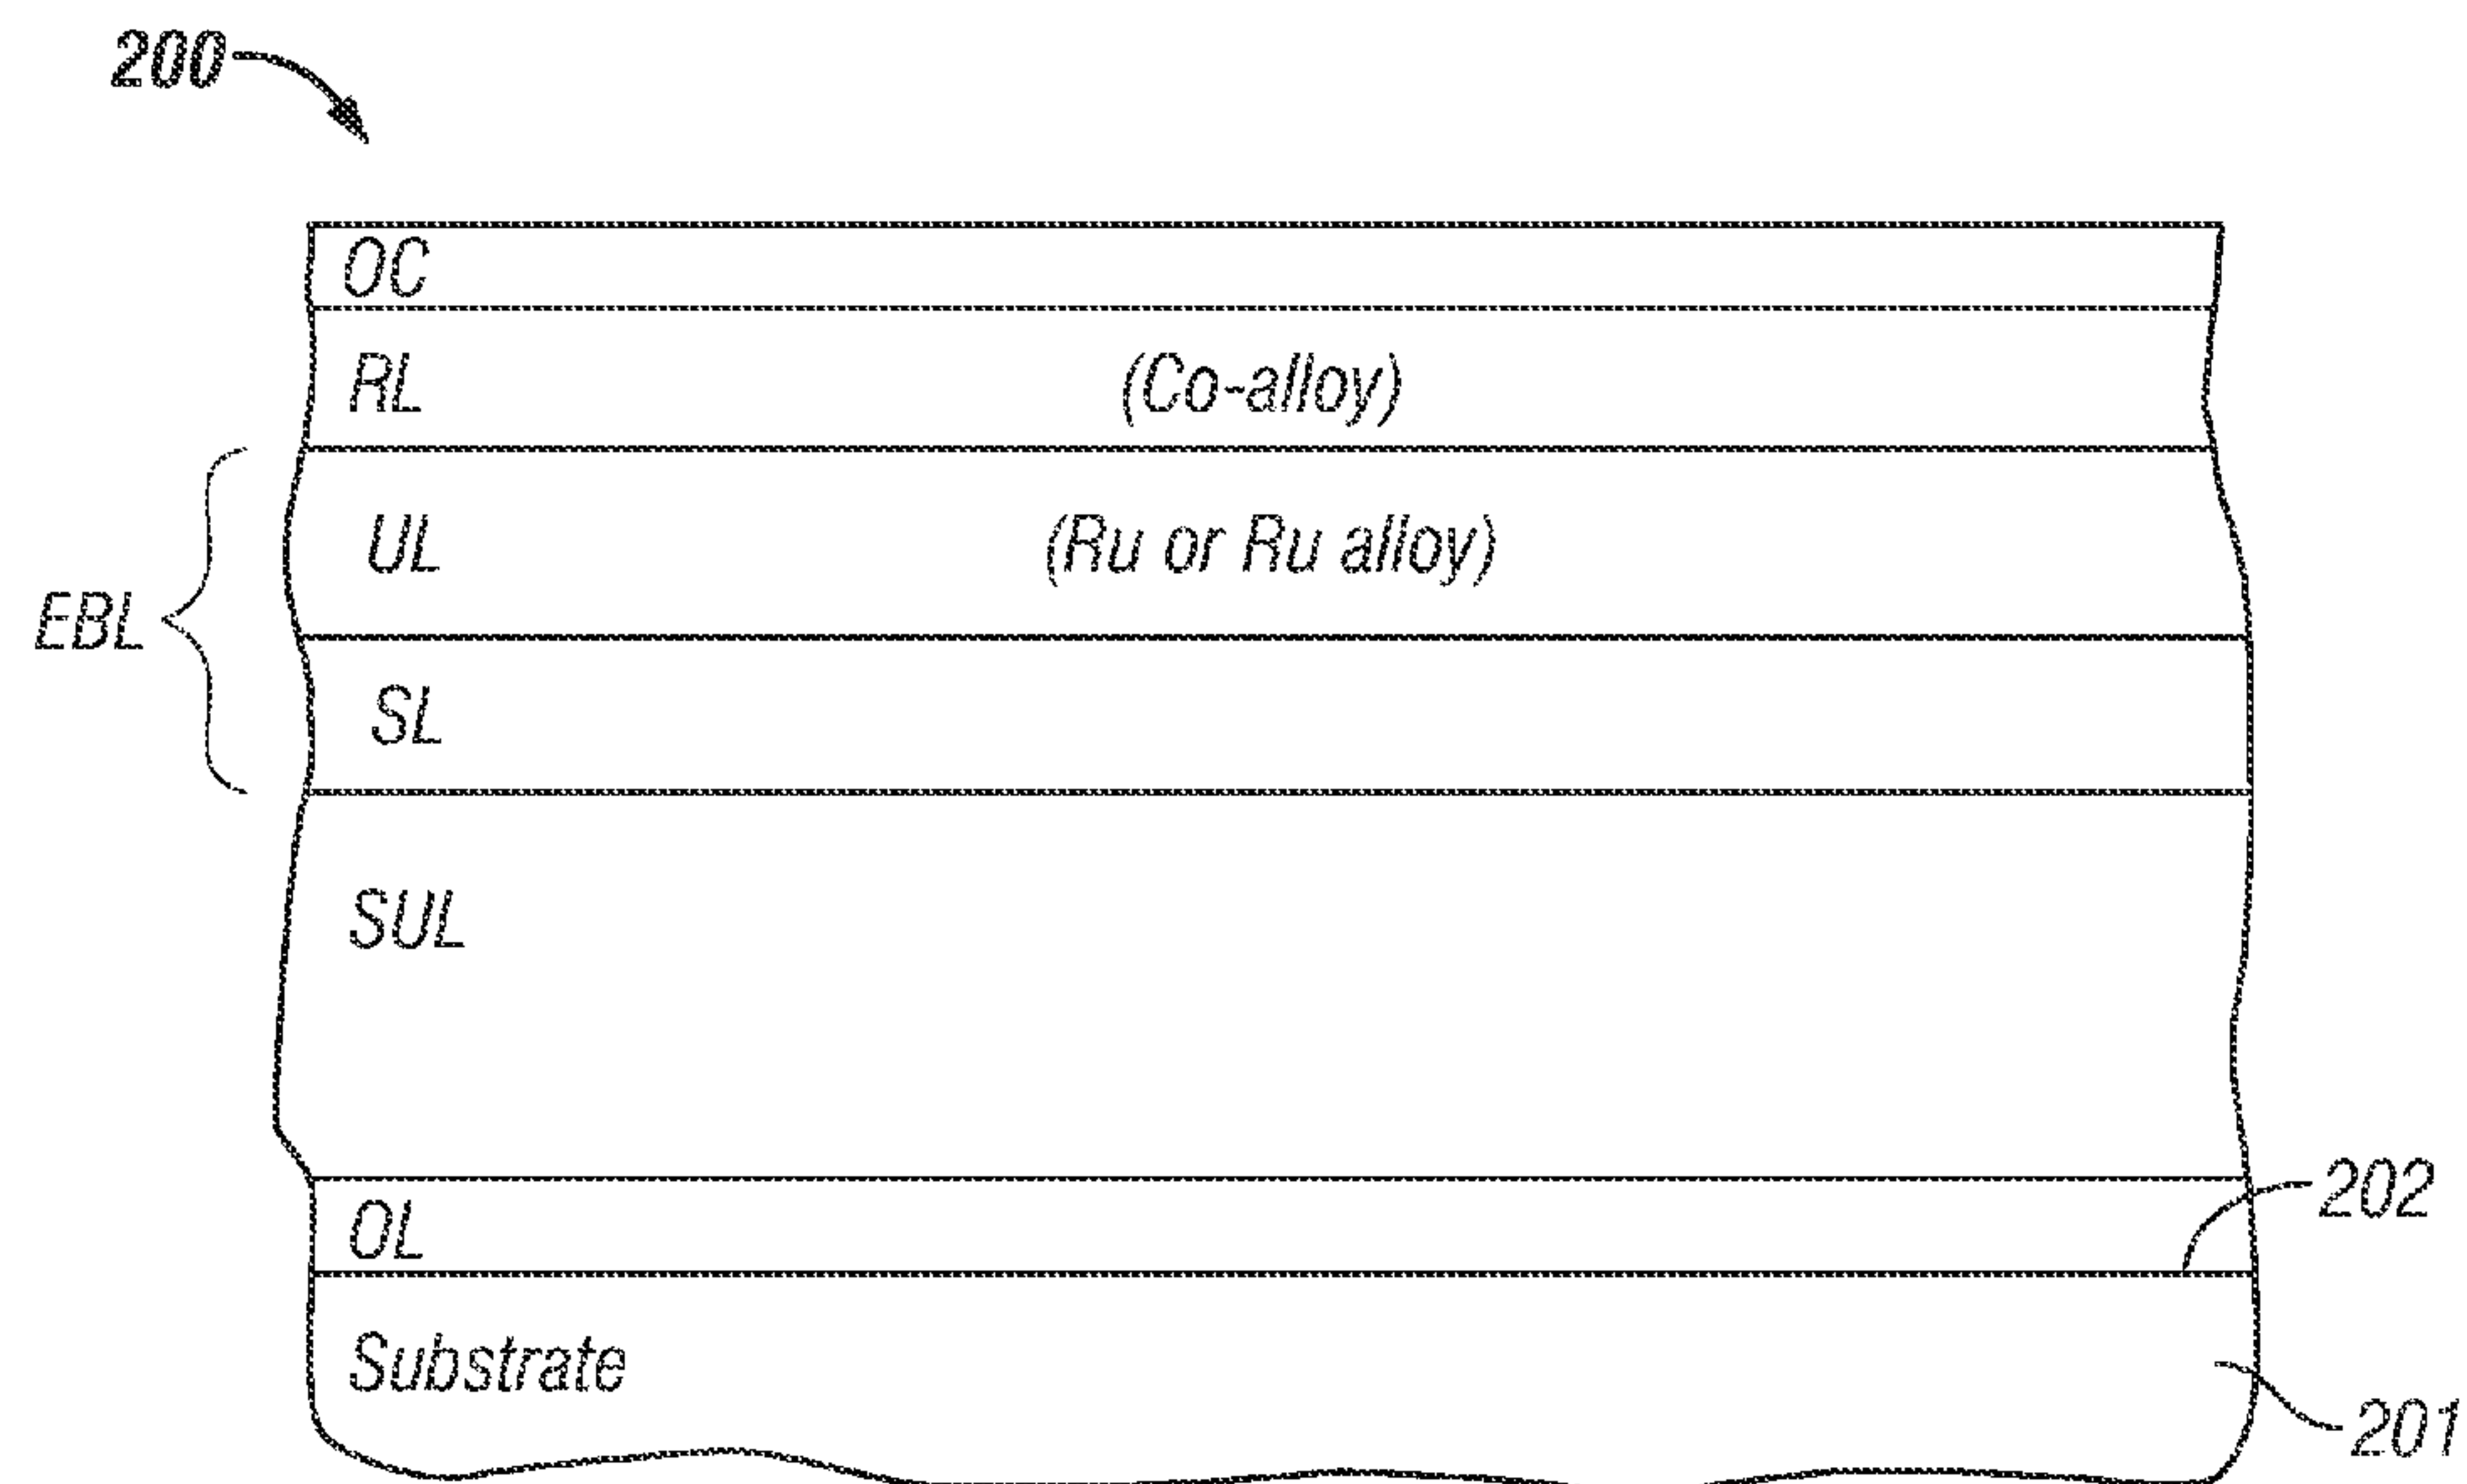 200
OC
RL (Co-alloy)
UL (Ru or Ru alloy)
EBL
SL
SUL
202
OL
Substrate
201